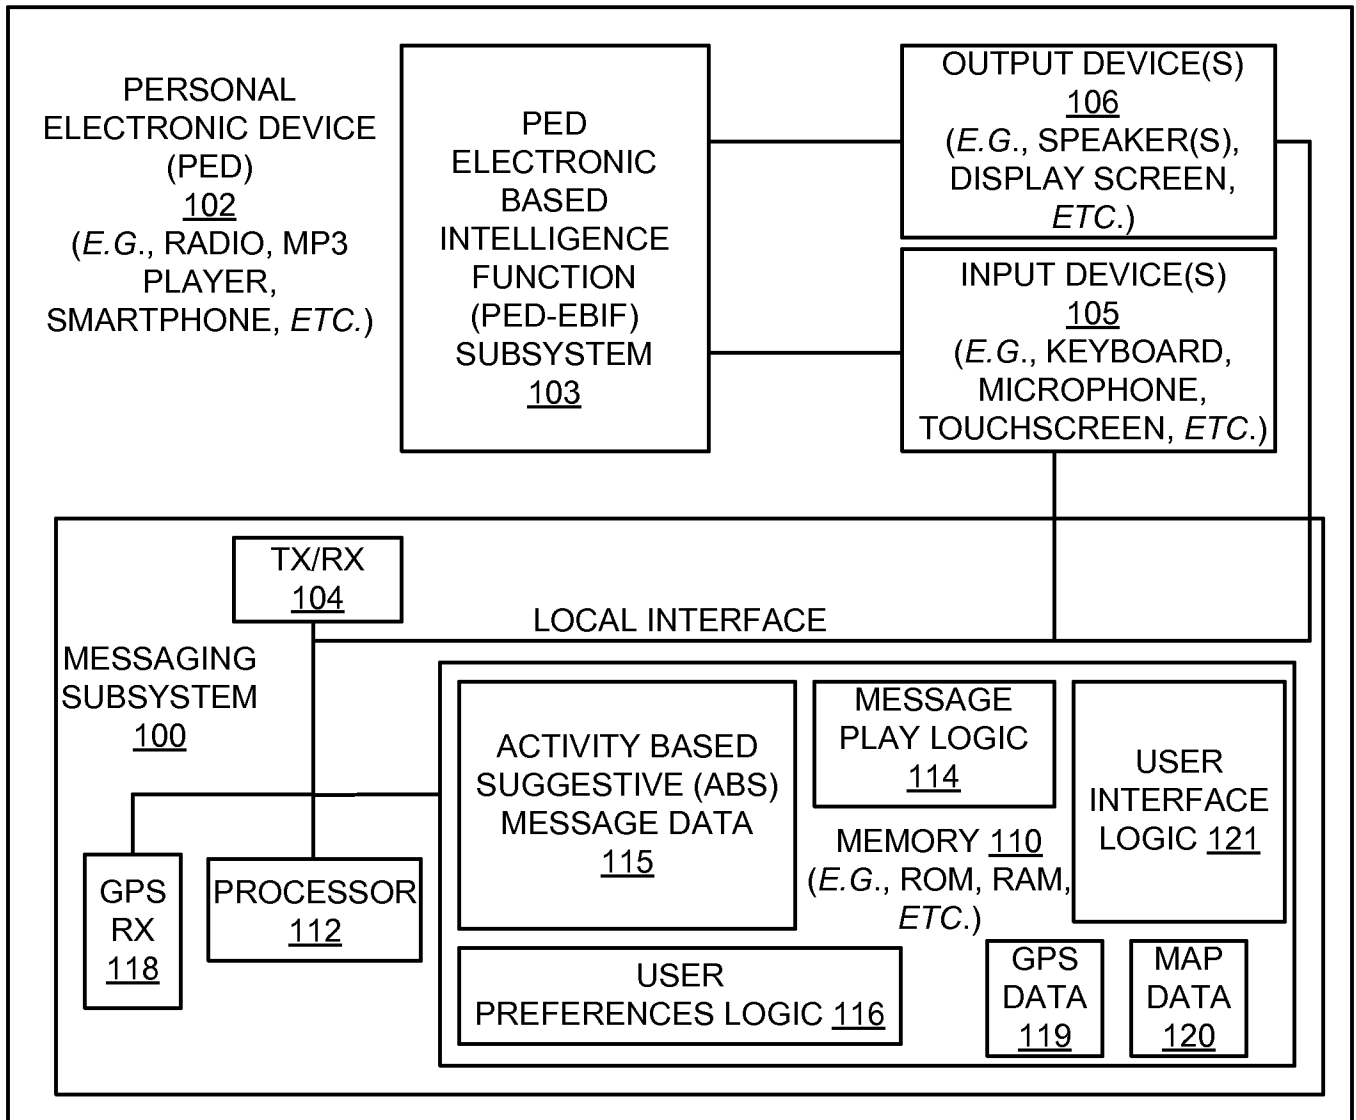 PERSONAL
ELECTRONIC DEVICE
(PED)
102
(E.G., RADIO, MP3
PLAYER,
SMARTPHONE, ETC.)
PED
ELECTRONIC
BASED
INTELLIGENCE
FUNCTION
(PED-EBIF)
SUBSYSTEM
103
OUTPUT DEVICE(S)
106
(E.G., SPEAKER(S),
DISPLAY SCREEN,
ETC.)
INPUT DEVICE(S)
105
(E.G., KEYBOARD,
MICROPHONE,
TOUCHSCREEN, ETC.)
TX/RX
104
LOCAL INTERFACE
MESSAGING
SUBSYSTEM
100
ACTIVITY BASED
SUGGESTIVE (ABS)
MESSAGE DATA
115
MESSAGE
PLAY LOGIC
114
USER
INTERFACE
LOGIC 121
MEMORY 110
(E.G., ROM, RAM,
ETC.)
GPS
RX
118
PROCESSOR
112
USER
PREFERENCES LOGIC 116
GPS
DATA
119
MAP
DATA
120